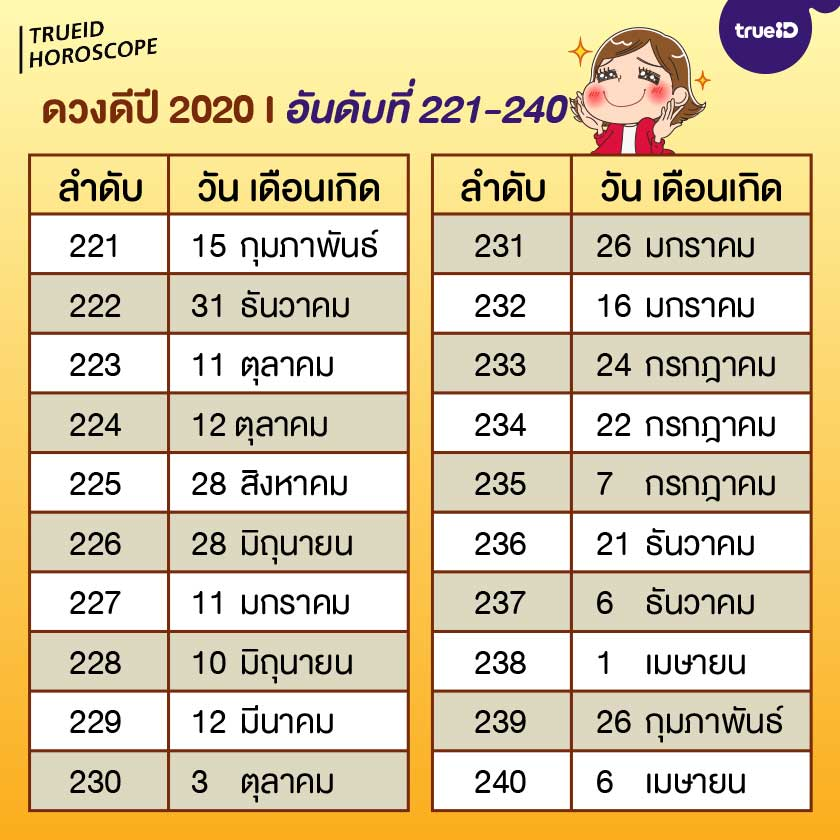 TRUEID
HOROSCOPE
trueiD
ดวงดีปี 2020 I อันดับที่ 221-240
ลำดับ วัน เดือนเกิด
221 15 กุมภาพันธ์
222 31 ธันวาคม
223 11 ตุลาคม
224 12 ตุลาคม
225 28 สิงหาคม
226 28 มิถุนายน
227 11 มกราคม
228 10 มิถุนายน
229 12 มีนาคม
230 3 ตุลาคม
ลำดับ วัน เดือนเกิด
231 26 มกราคม
232 16 มกราคม
233 24 กรกฎาคม
234 22 กรกฎาคม
235 7 กรกฎาคม
236 21 ธันวาคม
237 6 ธันวาคม
238 1 เมษายน
239 26 กุมภาพันธ์
240 6 เมษายน